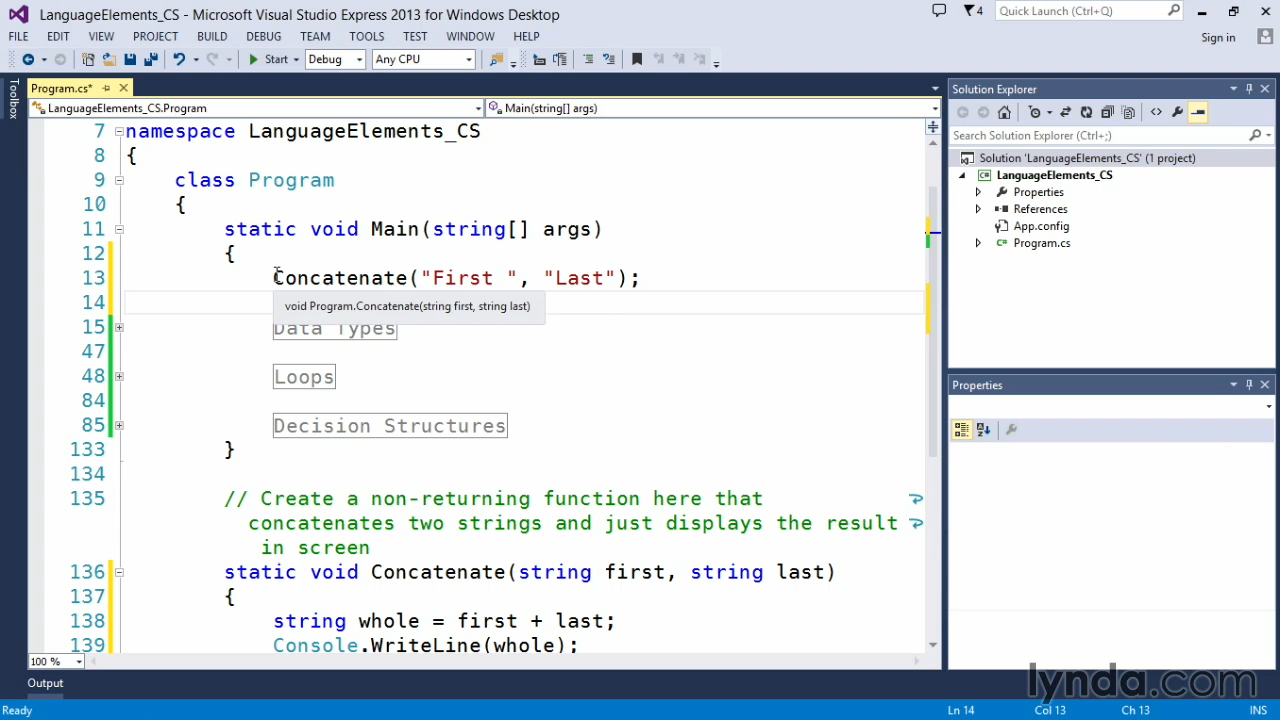 LanguageElements_CS - Microsoft Visual Studio Express 2013 for Windows Desktop
4
Quick Launch (Ctrl+Q)
FILE EDIT VIEW PROJECT BUILD DEBUG TEAM TOOLS TEST WINDOW HELP
Sign in
Start Debug Any CPU
Toolbox
Program.cs*
LanguageElements_CS.Program
Main(string[] args)
7 namespace LanguageElements_CS
8 {
9 class Program
10 {
11 static void Main(string[] args)
12 {
13 Concatenate("First ", "Last");
14
void Program.Concatenate(string first, string last)
15 Data Types
47
48 Loops
84
85 Decision Structures
133 }
134
135 // Create a non-returning function here that
concatenates two strings and just displays the result
in screen
136 static void Concatenate(string first, string last)
137 {
138 string whole = first + last;
139 Console.WriteLine(whole);
100 %
Output
Solution Explorer
Search Solution Explorer (Ctrl+;)
Solution 'LanguageElements_CS' (1 project)
LanguageElements_CS
Properties
References
App.config
Program.cs
Properties
lynda.com
Ready
Ln 14
Col 13
Ch 13
INS